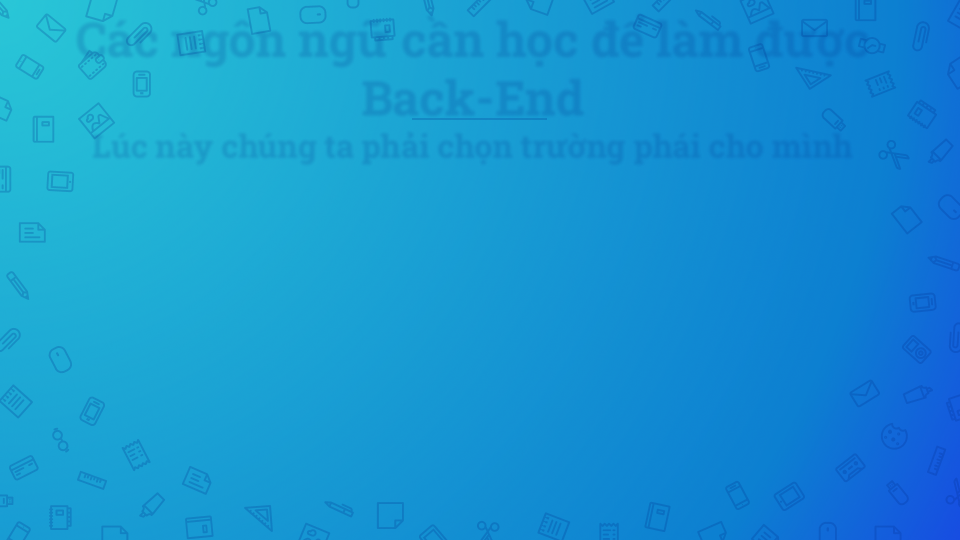 Các ngôn ngữ cần học để làm được
Back-End
Lúc này chúng ta phải chọn trường phái cho mình